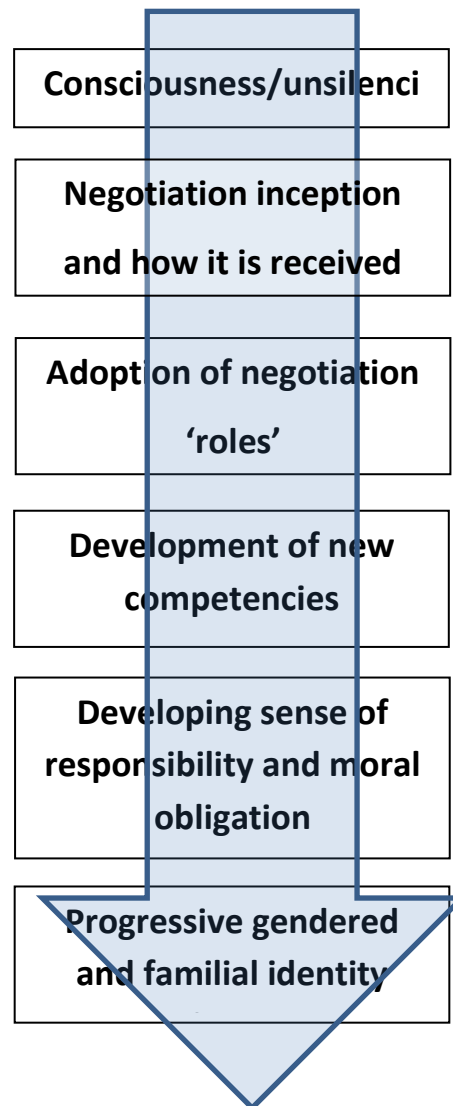 Consciousness/unsilenci
Negotiation inception
and how it is received
Adoption of negotiation
‘roles’
Development of new
competencies
Developing sense of
responsibility and moral
obligation
Progressive gendered
and familial identity